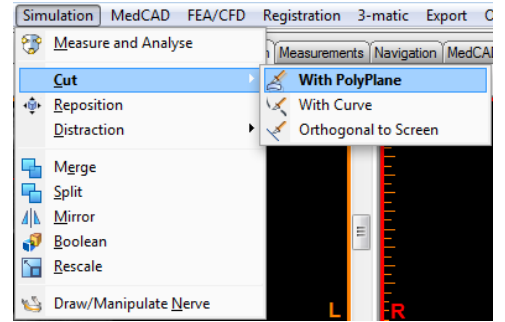 Simulation MedCAD FEA/CFD Registration 3-matic Export
Measure and Analyse
Measurements Navigation MedCAD
Cut
With PolyPlane
Reposition
With Curve
Distraction
Orthogonal to Screen
Merge
Split
Mirror
Boolean
Rescale
Draw/Manipulate Nerve
L R